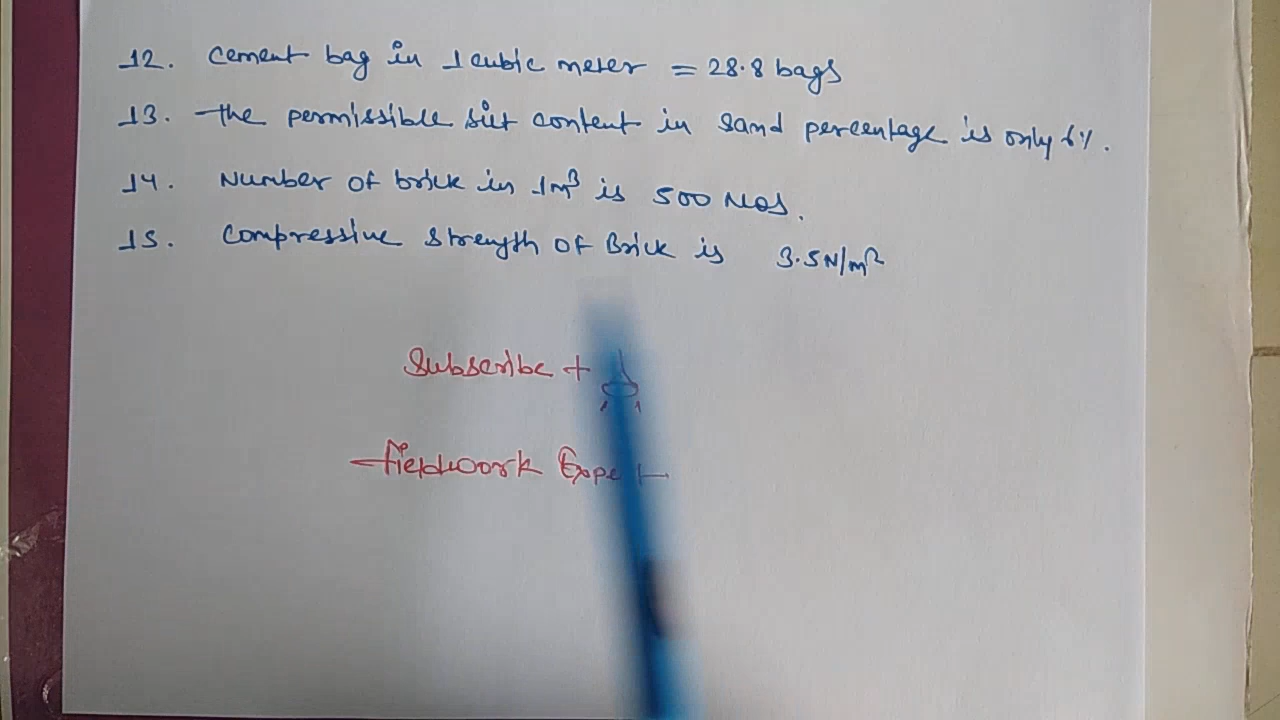 12. Cement bag in 1 cubic meter = 28.8 bags
13. the permissible silt content in sand percentage is only 6%.
14. Number of brick in 1m³ is 500 Nos.
15. Compressive strength of Brick is 3.5N/m²
Subscribe +
fieldwork